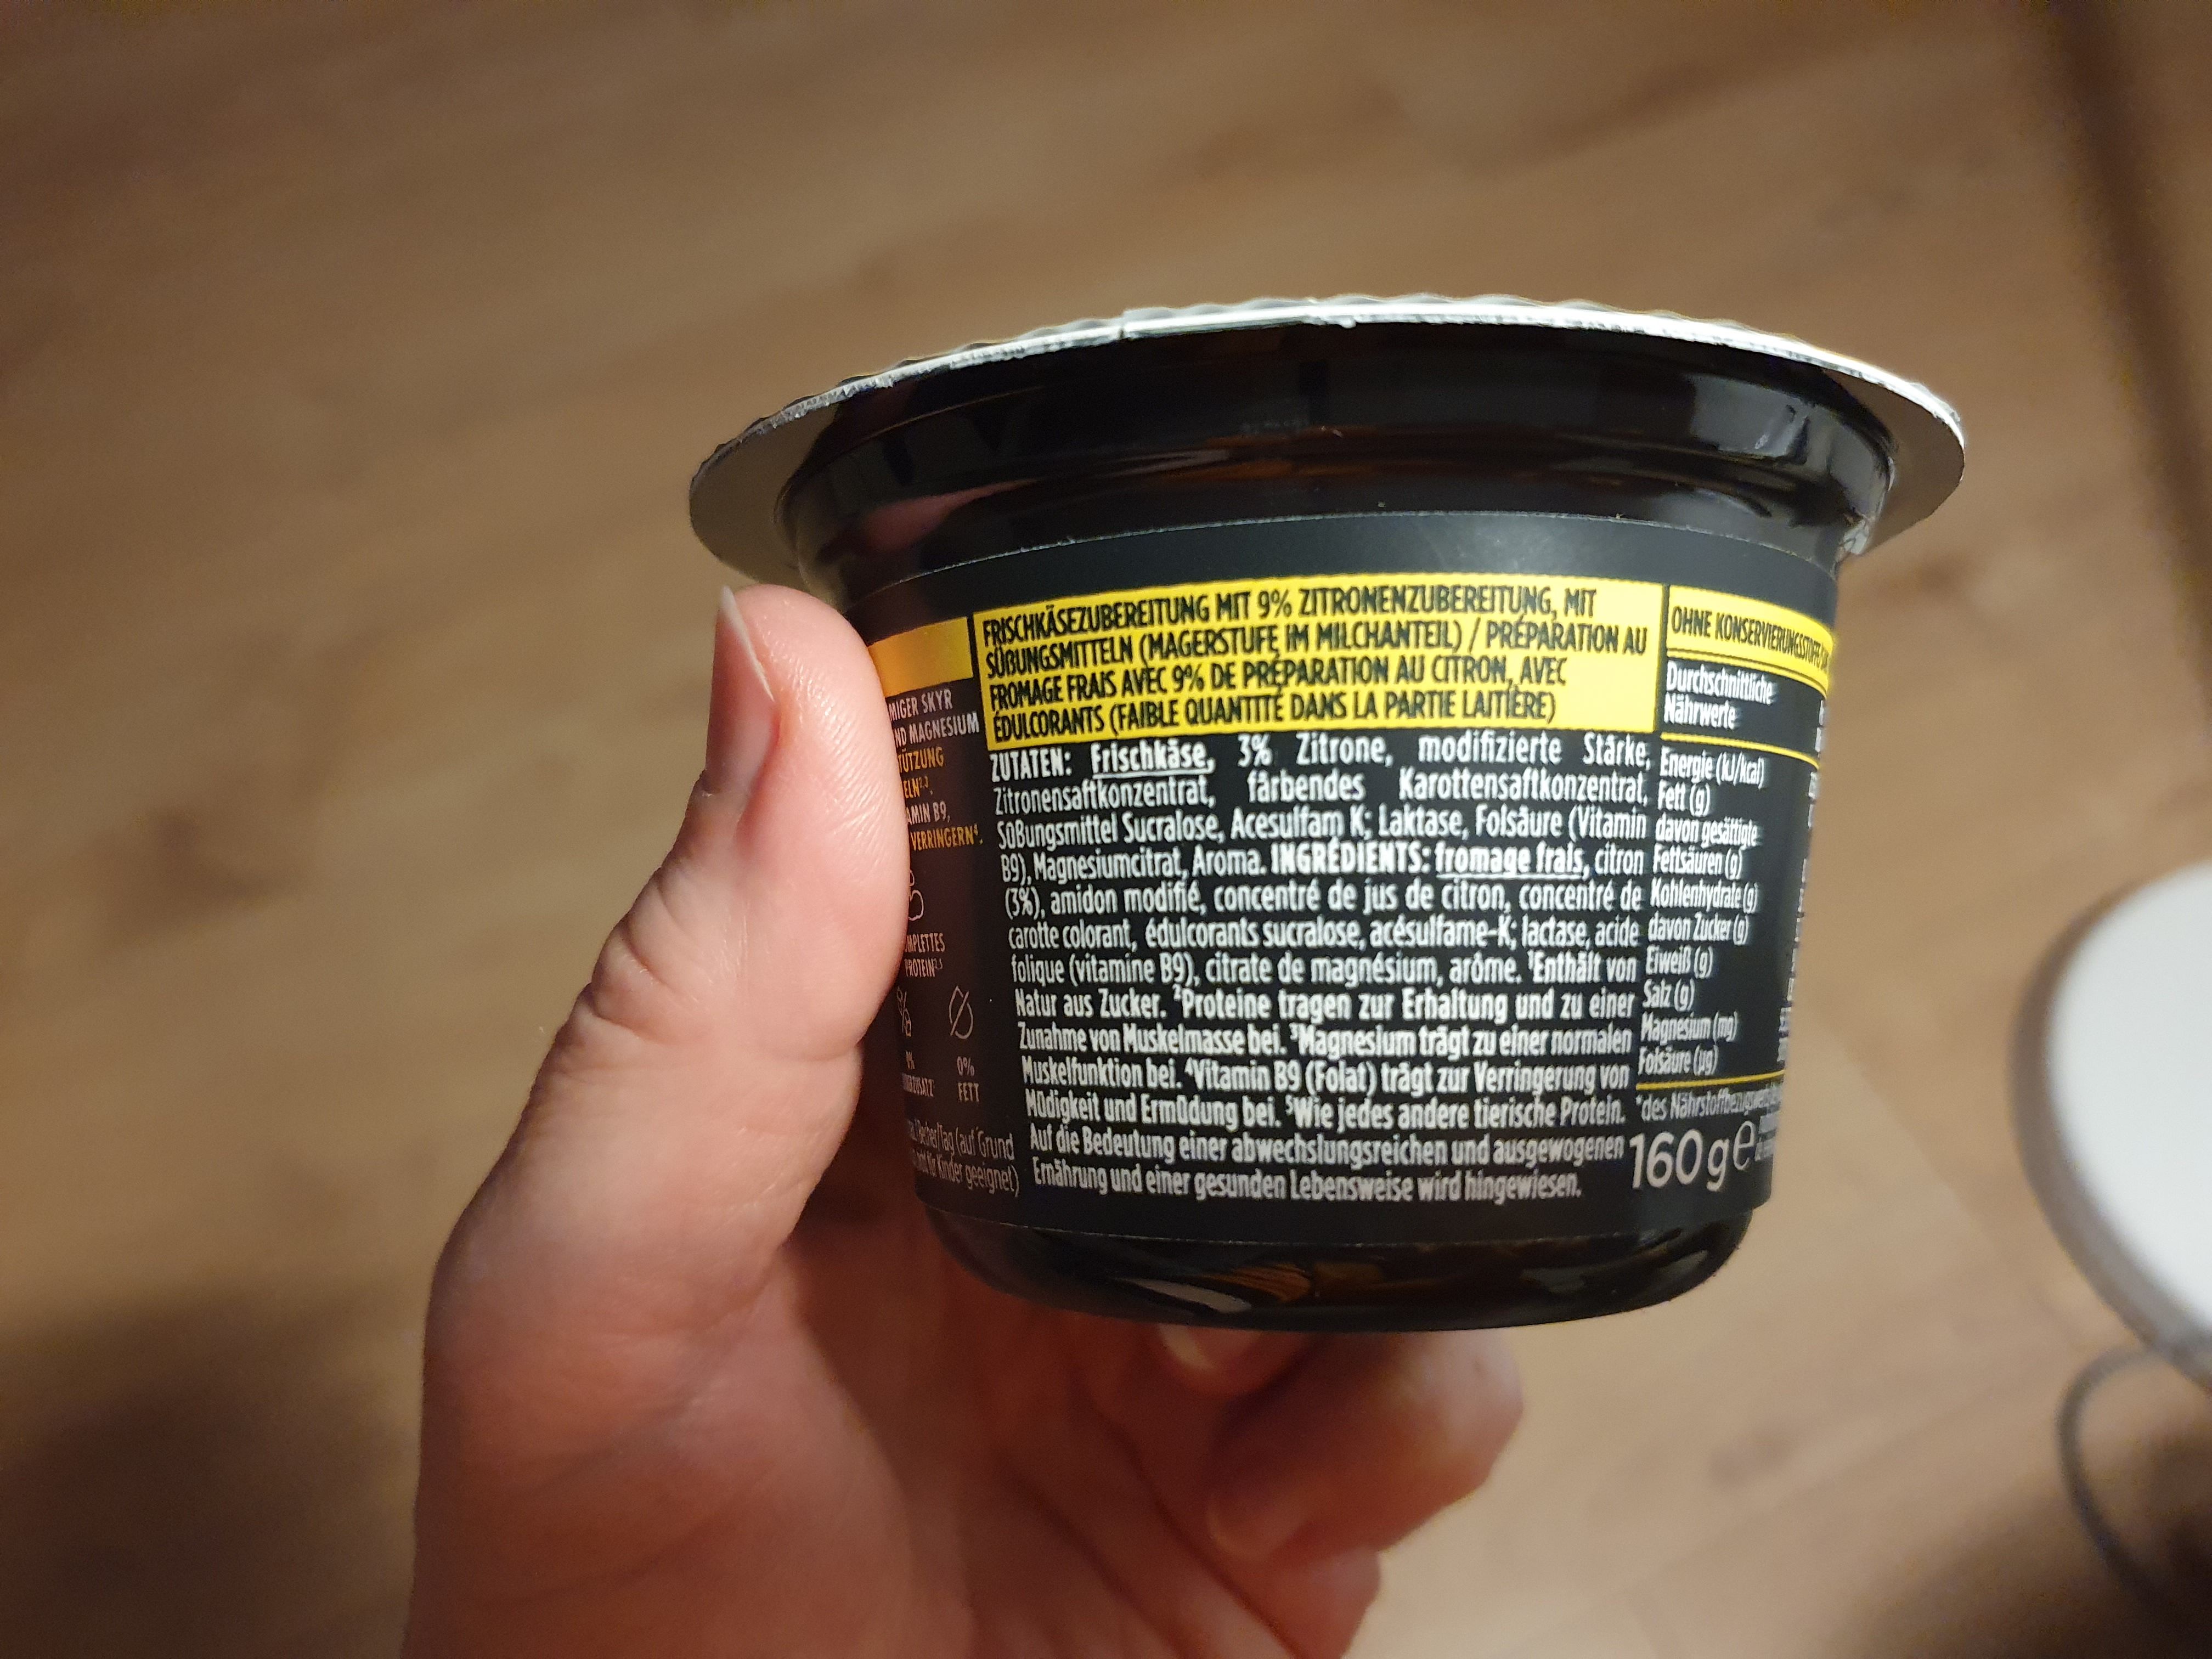 FRISCHKÄSEZUBEREITUNG MIT 9% ZITRONENZUBEREITUNG, MIT
SÜßUNGSMITTELN (MAGERSTUFE IM MILCHANTEIL) / PRÉPARATION AU
FROMAGE FRAIS AVEC 9% DE PRÉPARATION AU CITRON, AVEC
ÉDULCORANTS (FAIBLE QUANTITÉ DANS LA PARTIE LAITIÈRE)
ZUTATEN: Frischkäse, 3% Zitrone, modifizierte Stärke,
Zitronensaftkonzentrat, färbendes Karottensaftkonzentrat,
Süßungsmittel Sucralose, Acesulfam K; Laktase, Folsäure (Vitamin
B9), Magnesiumcitrat, Aroma. INGRÉDIENTS: fromage frais, citron
(3%), amidon modifié, concentré de jus de citron, concentré de
carotte colorant, édulcorants sucralose, acésulfame-K; lactase, acide
folique (vitamine B9), citrate de magnésium, arôme. ¹Enthält von
Natur aus Zucker. ²Proteine tragen zur Erhaltung und zu einer
Zunahme von Muskelmasse bei. ³Magnesium trägt zu einer normalen
Muskelfunktion bei. ⁴Vitamin B9 (Folat) trägt zur Verringerung von
Müdigkeit und Ermüdung bei. ⁵Wie jedes andere tierische Protein.
Auf die Bedeutung einer abwechslungsreichen und ausgewogenen
Ernährung und einer gesunden Lebensweise wird hingewiesen.
SKYR
MAGNESIUM
B9,
VERRINGERN⁴.
0%
FETT
(auf Grund
für Kinder geeignet)
OHNE
Durchschnittliche
Nährwerte
Energie (kJ/kcal)
Fett (g)
davon gesättigte
Fettsäuren (g)
Kohlenhydrate (g)
davon Zucker (g)
Eiweiß (g)
Salz (g)
Magnesium (mg)
Folsäure (µg)
*des
160 g e